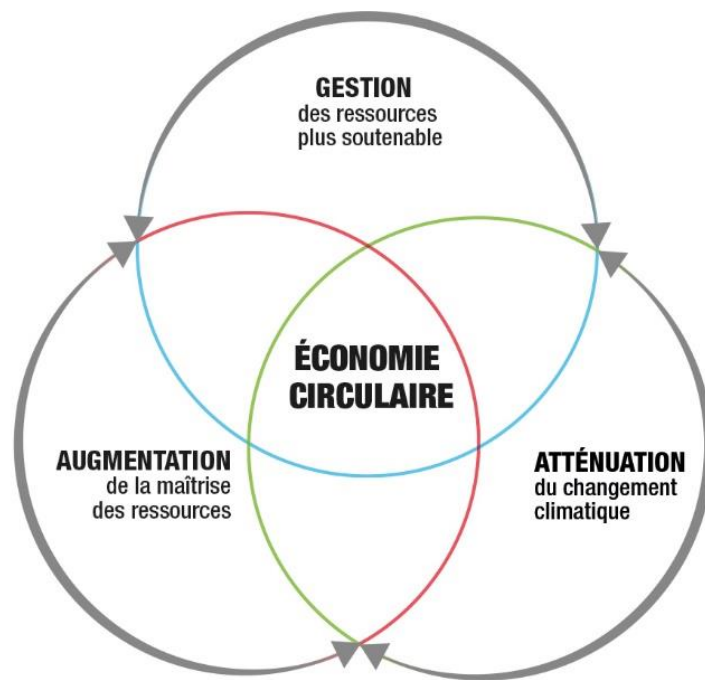 GESTION
des ressources
plus soutenable
ÉCONOMIE
CIRCULAIRE
AUGMENTATION
de la maîtrise
des ressources
ATTÉNUATION
du changement
climatique